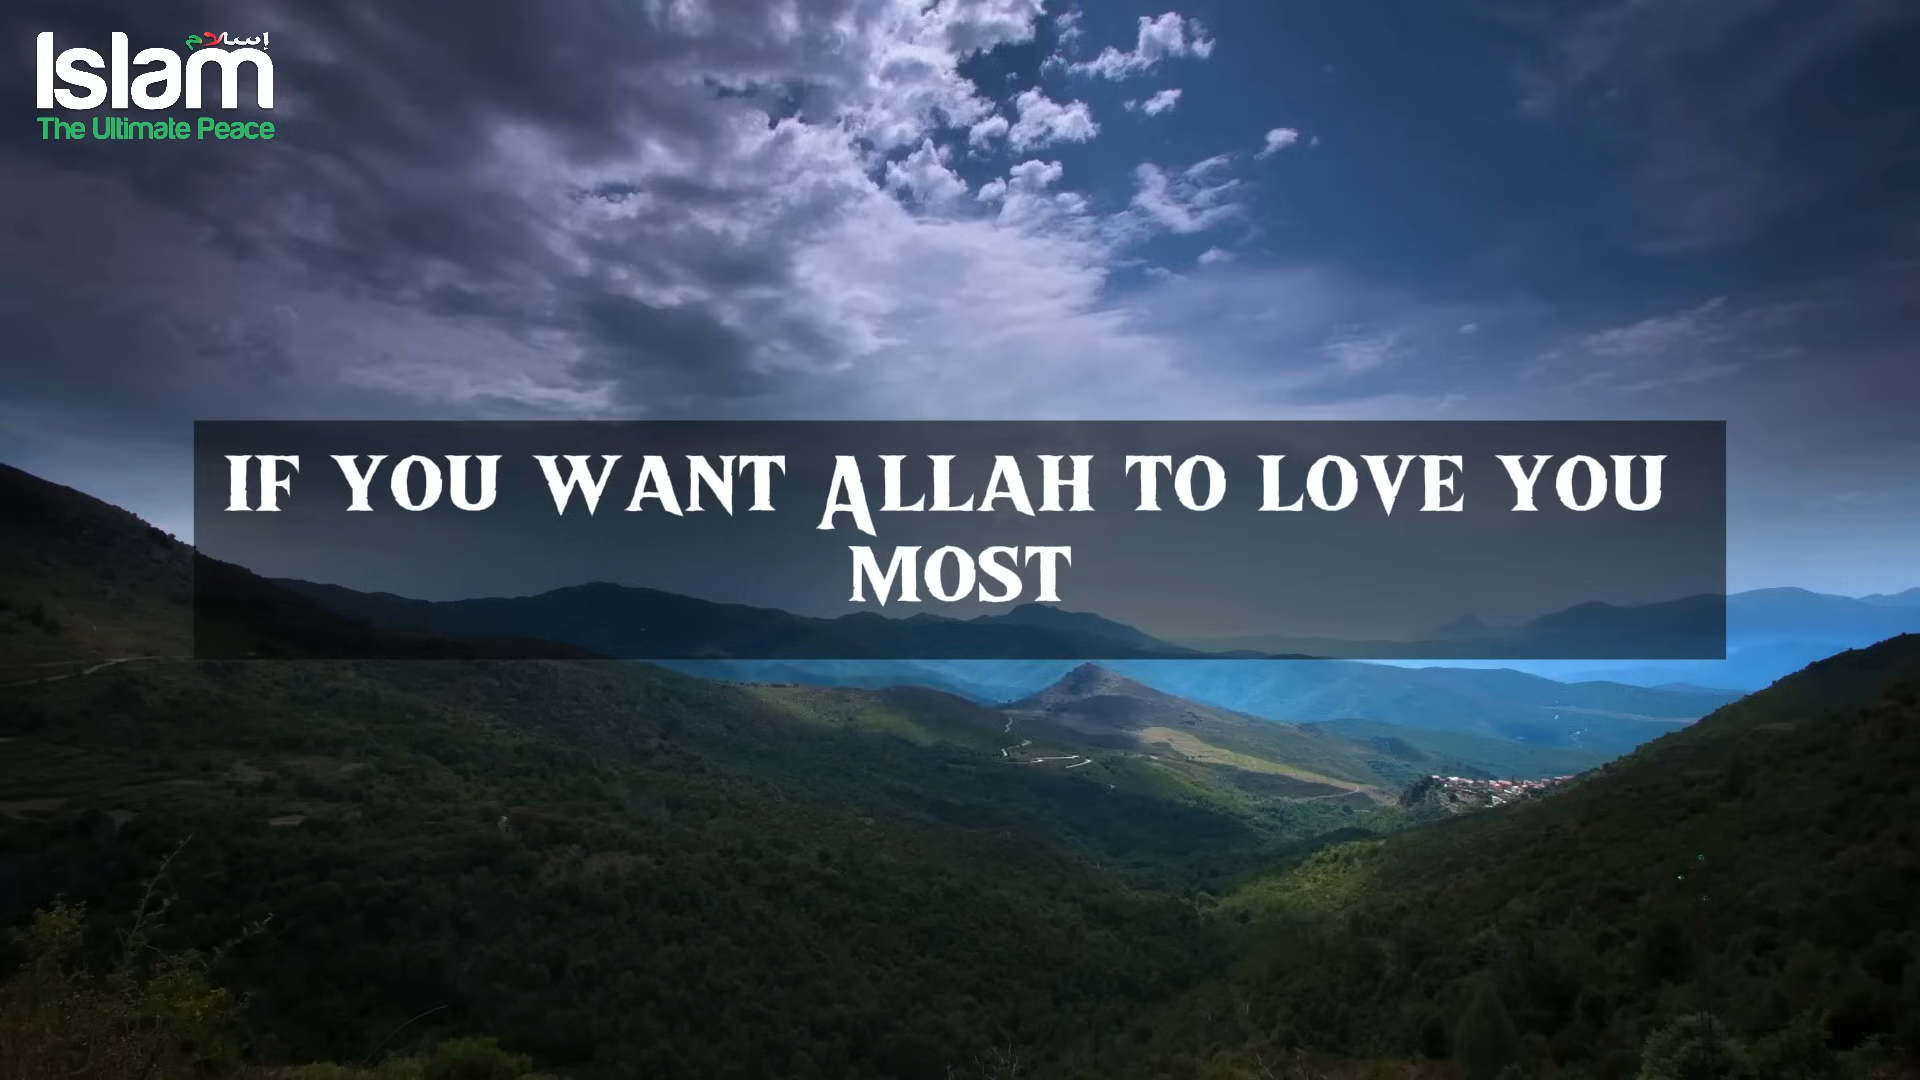 إسلام
Islam
The Ultimate Peace
IF YOU WANT ALLAH TO LOVE YOU
MOST